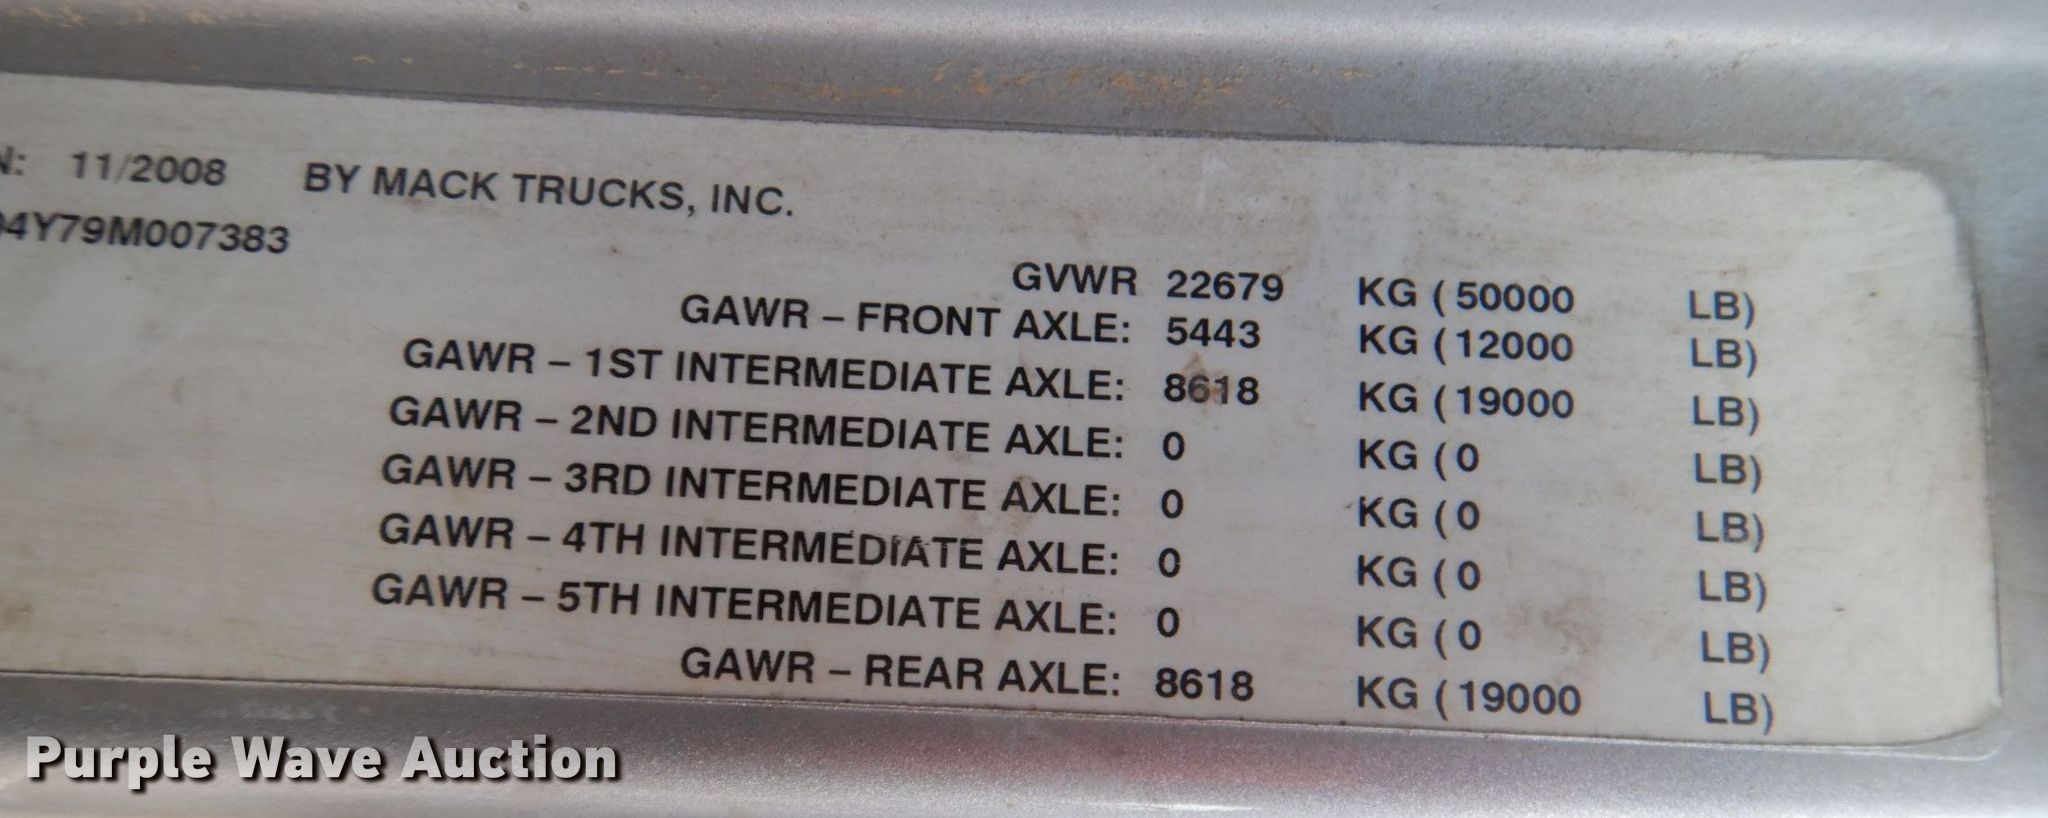 N: 11/2008 BY MACK TRUCKS, INC.
04Y79M007383
GVWR 22679 KG (50000 LB)
GAWR – FRONT AXLE: 5443 KG (12000 LB)
GAWR – 1ST INTERMEDIATE AXLE: 8618 KG (19000 LB)
GAWR – 2ND INTERMEDIATE AXLE: 0 KG (0 LB)
GAWR – 3RD INTERMEDIATE AXLE: 0 KG (0 LB)
GAWR – 4TH INTERMEDIATE AXLE: 0 KG (0 LB)
GAWR – 5TH INTERMEDIATE AXLE: 0 KG (0 LB)
GAWR – REAR AXLE: 8618 KG (19000 LB)
Purple Wave Auction